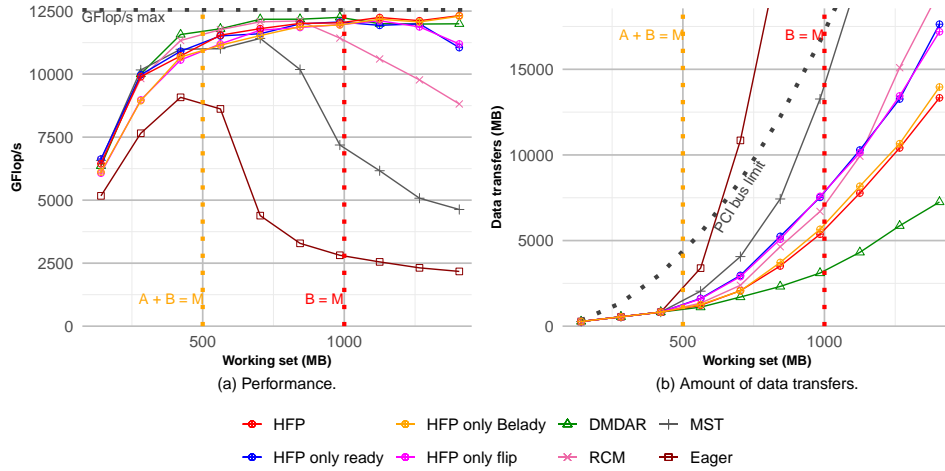 GFlop/s max
12500
10000
7500
5000
2500
0
GFlop/s
A + B = M
B = M
500
1000
Working set (MB)
(a) Performance.
15000
10000
5000
0
Data transfers (MB)
A + B = M
B = M
PCI bus limit
500
1000
Working set (MB)
(b) Amount of data transfers.
HFP
HFP only Belady
DMDAR
MST
HFP only ready
HFP only flip
RCM
Eager